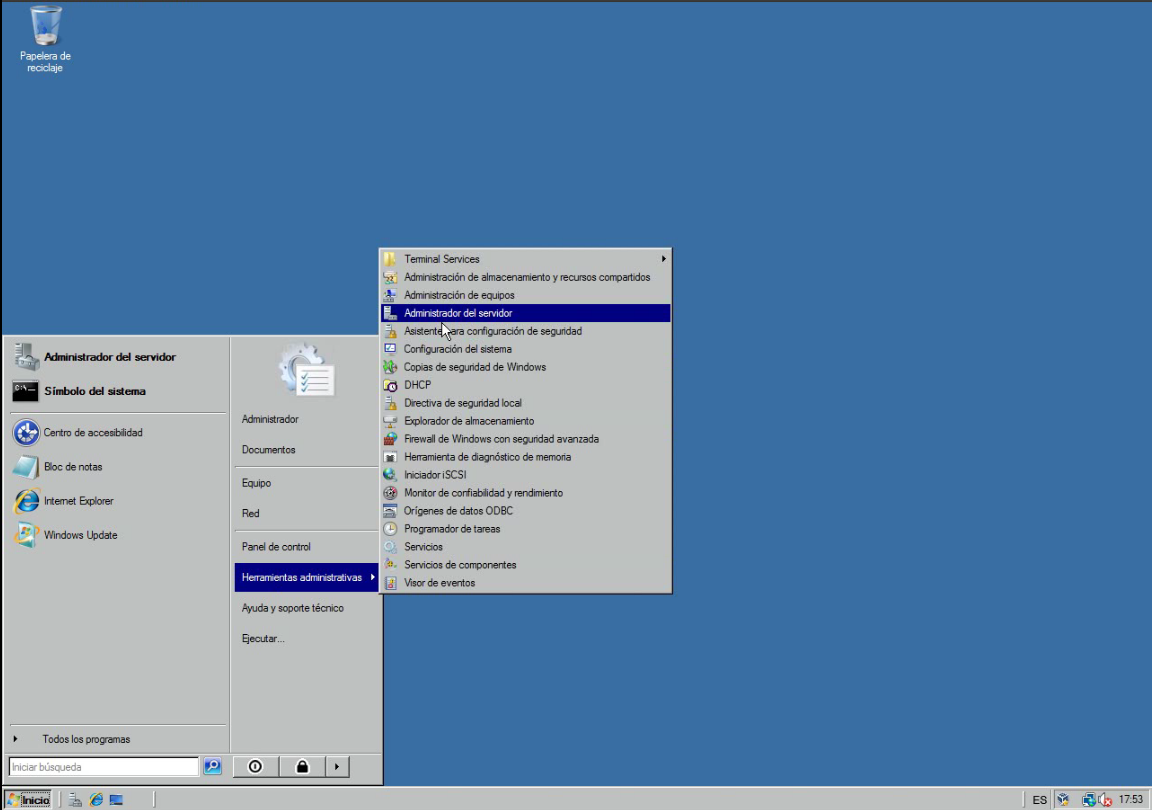 Papelera de
reciclaje
Terminal Services
Administración de almacenamiento y recursos compartidos
Administración de equipos
Administrador del servidor
Asistente para configuración de seguridad
Configuración del sistema
Copias de seguridad de Windows
DHCP
Directiva de seguridad local
Explorador de almacenamiento
Firewall de Windows con seguridad avanzada
Herramienta de diagnóstico de memoria
Iniciador iSCSI
Monitor de confiabilidad y rendimiento
Orígenes de datos ODBC
Programador de tareas
Servicios
Servicios de componentes
Visor de eventos
Administrador del servidor
Símbolo del sistema
Centro de accesibilidad
Bloc de notas
Internet Explorer
Windows Update
Todos los programas
Iniciar búsqueda
Administrador
Documentos
Equipo
Red
Panel de control
Herramientas administrativas
Ayuda y soporte técnico
Ejecutar...
Inicio
ES
17:53